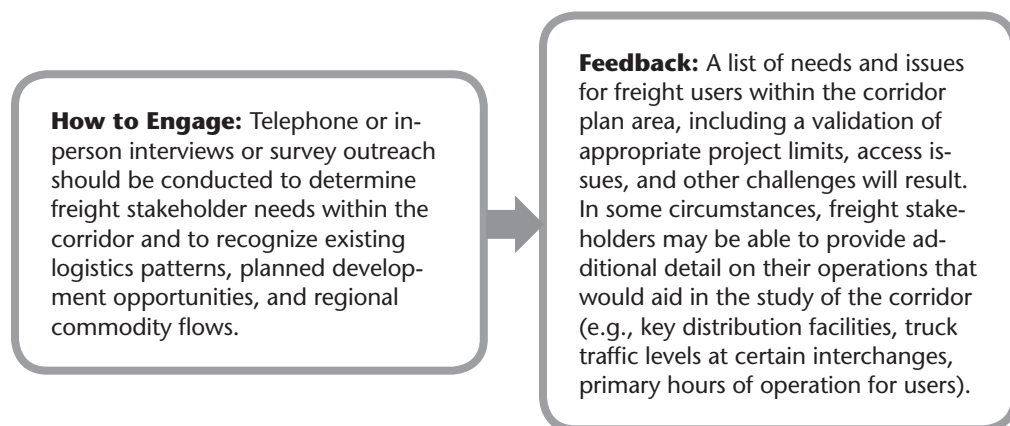 How to Engage: Telephone or in-
person interviews or survey outreach
should be conducted to determine
freight stakeholder needs within the
corridor and to recognize existing
logistics patterns, planned develop-
ment opportunities, and regional
commodity flows.
Feedback: A list of needs and issues
for freight users within the corridor
plan area, including a validation of
appropriate project limits, access is-
sues, and other challenges will result.
In some circumstances, freight stake-
holders may be able to provide ad-
ditional detail on their operations that
would aid in the study of the corridor
(e.g., key distribution facilities, truck
traffic levels at certain interchanges,
primary hours of operation for users).